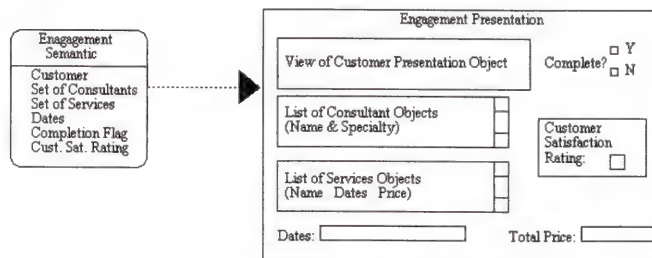 Enagagement
Semantic
Customer
Set of Consultants
Set of Services
Dates
Completion Flag
Cust. Sat. Rating
Engagement Presentation
View of Customer Presentation Object
Complete?
Y
N
List of Consultant Objects
(Name & Specialty)
Customer
Satisfaction
Rating:
List of Services Objects
(Name Dates Price)
Dates:
Total Price: